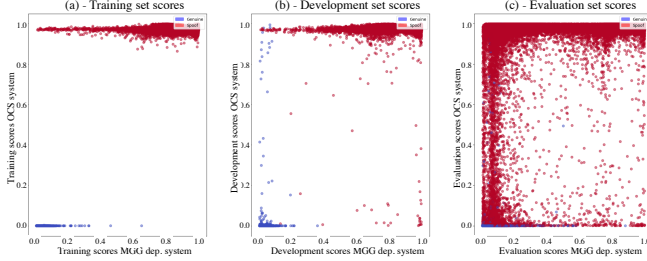 (a) - Training set scores
Genuine
Spoof
1.0
0.8
0.6
0.4
0.2
0.0
Training scores OCS system
0.0 0.2 0.4 0.6 0.8 1.0
Training scores MGG dep. system
(b) - Development set scores
Genuine
Spoof
1.0
0.8
0.6
0.4
0.2
0.0
Development scores OCS system
0.0 0.2 0.4 0.6 0.8 1.0
Development scores MGG dep. system
(c) - Evaluation set scores
Genuine
Spoof
1.0
0.8
0.6
0.4
0.2
0.0
Evaluation scores OCS system
0.0 0.2 0.4 0.6 0.8 1.0
Evaluation scores MGG dep. system